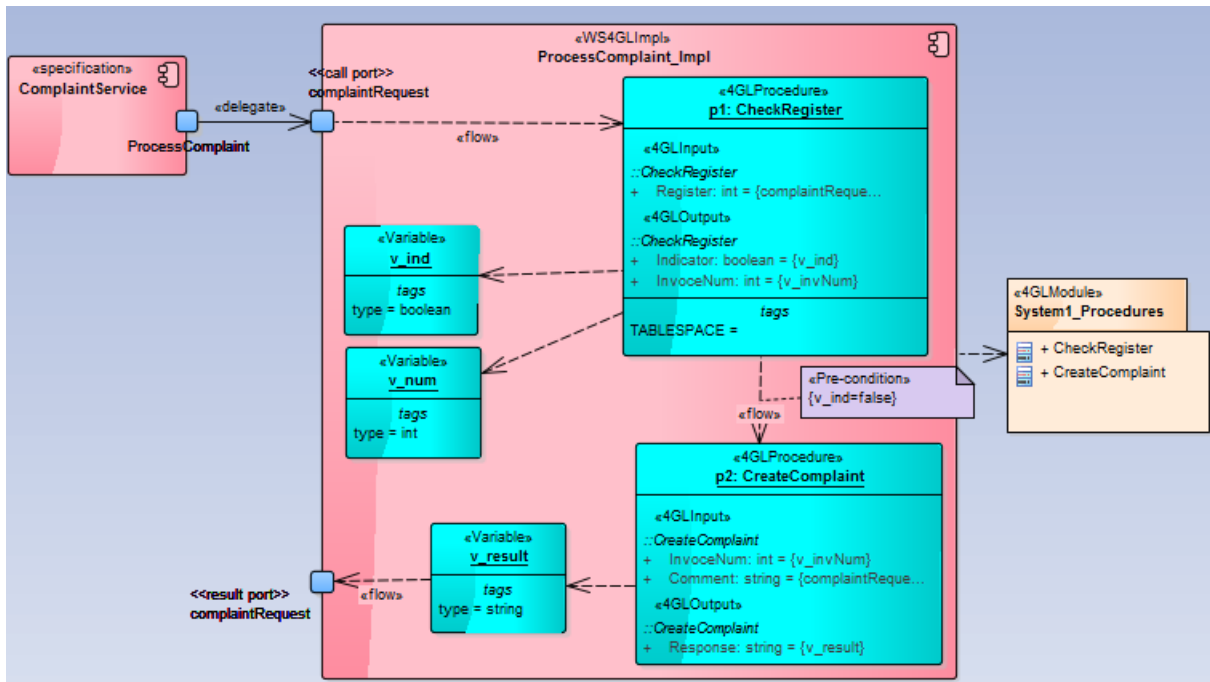 «WS4GLImpl»
ProcessComplaint_Impl
«specification»
ComplaintService
«delegate»
ProcessComplaint
<<call port>>
complaintRequest
«flow»
«4GLProcedure»
p1: CheckRegister
«4GLInput»
::CheckRegister
+ Register: int = {complaintReque...
«4GLOutput»
::CheckRegister
+ Indicator: boolean = {v_ind}
+ InvoceNum: int = {v_invNum}
tags
TABLESPACE =
«Variable»
v_ind
tags
type = boolean
«Variable»
v_num
tags
type = int
«4GLModule»
System1_Procedures
+ CheckRegister
+ CreateComplaint
«Pre-condition»
{v_ind=false}
«flow»
«4GLProcedure»
p2: CreateComplaint
«4GLInput»
::CreateComplaint
+ InvoceNum: int = {v_invNum}
+ Comment: string = {complaintReque...
«4GLOutput»
::CreateComplaint
+ Response: string = {v_result}
«Variable»
v_result
tags
type = string
«flow»
<<result port>>
complaintRequest